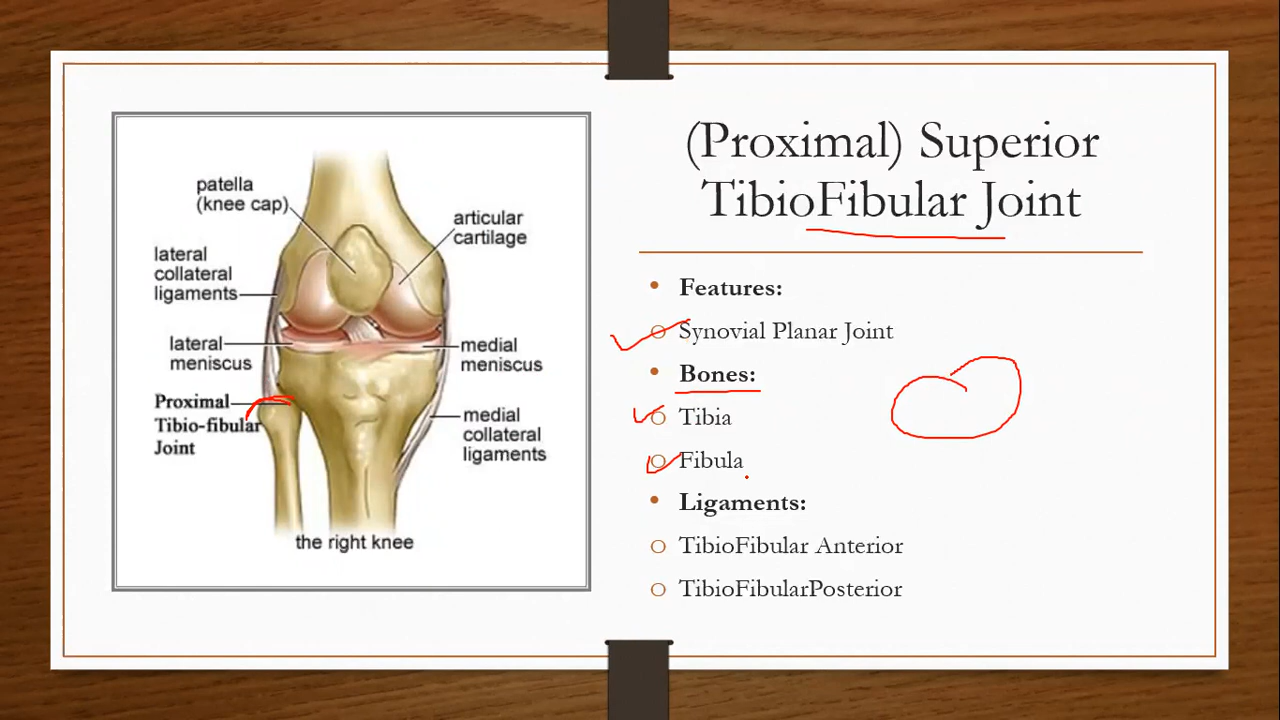 (Proximal) Superior
TibioFibular Joint
patella
(knee cap)
articular
cartilage
lateral
collateral
ligaments
lateral
meniscus
medial
meniscus
Proximal
Tibio-fibular
Joint
medial
collateral
ligaments
the right knee
• Features:
o Synovial Planar Joint
• Bones:
o Tibia
o Fibula
• Ligaments:
o TibioFibular Anterior
o TibioFibularPosterior